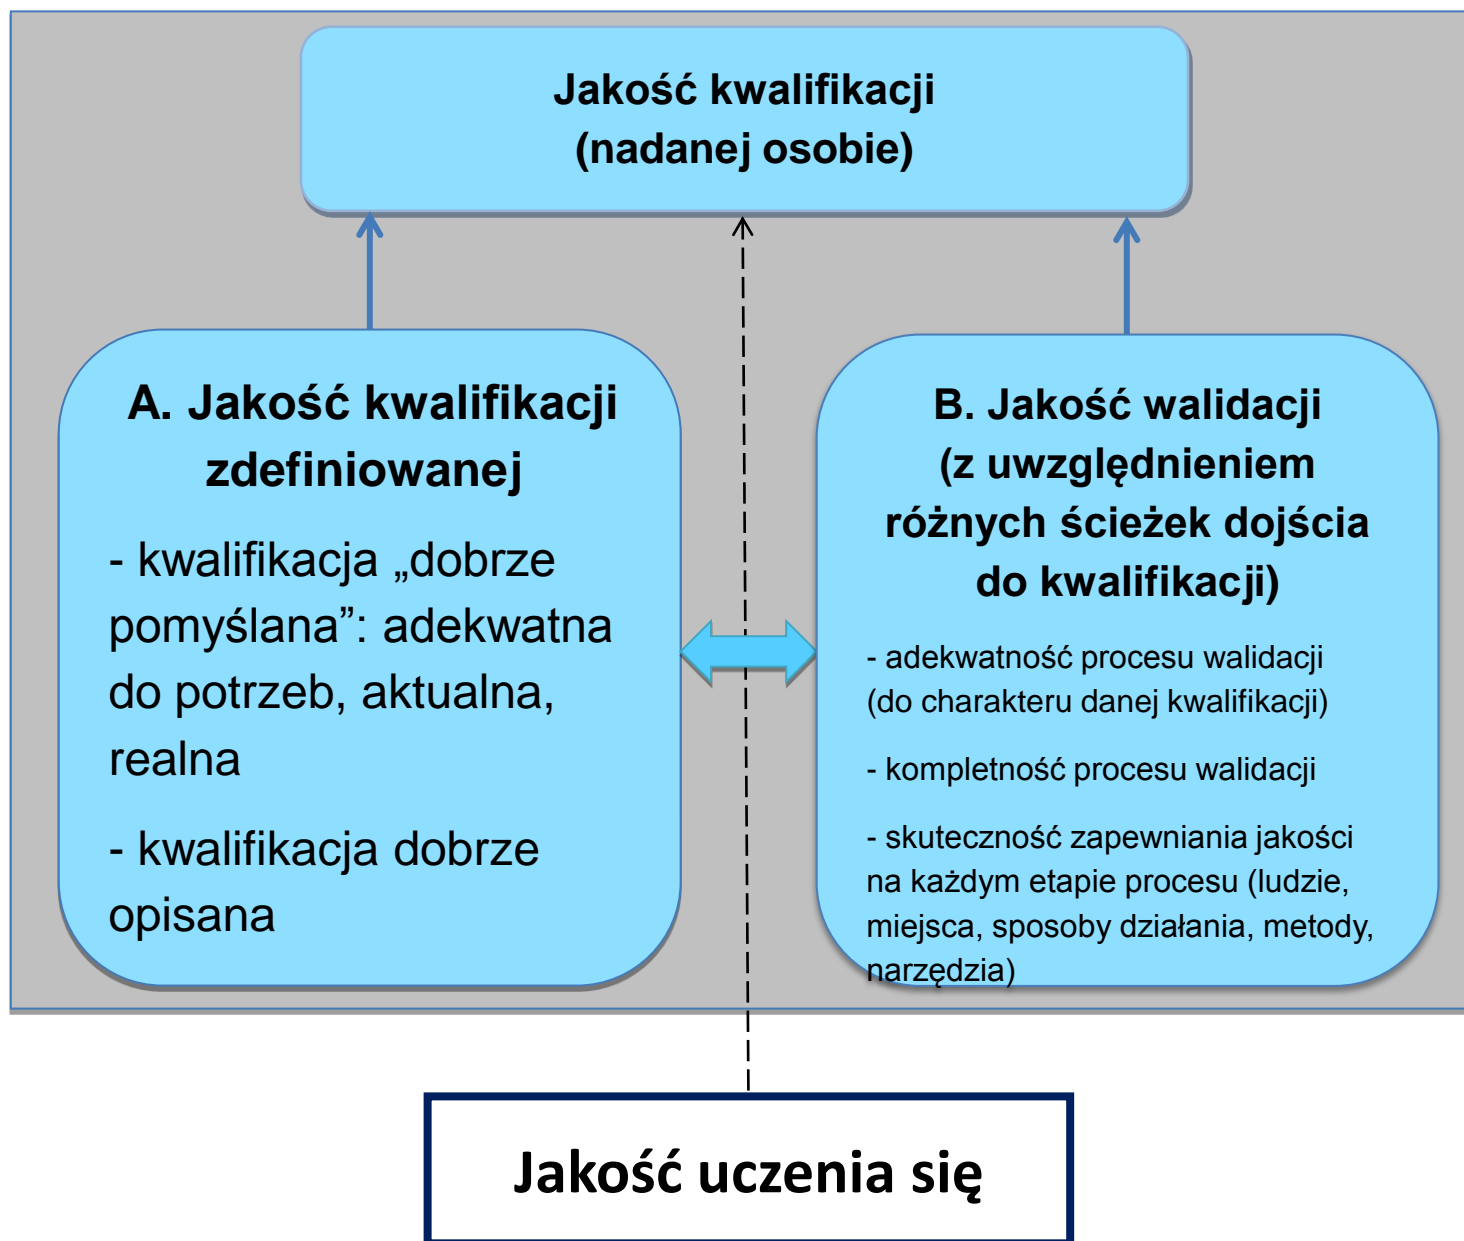 Jakość kwalifikacji
(nadanej osobie)
A. Jakość kwalifikacji
zdefiniowanej
- kwalifikacja „dobrze
pomyślana”: adekwatna
do potrzeb, aktualna,
realna
- kwalifikacja dobrze
opisana
B. Jakość walidacji
(z uwzględnieniem
różnych ścieżek dojścia
do kwalifikacji)
- adekwatność procesu walidacji
(do charakteru danej kwalifikacji)
- kompletność procesu walidacji
- skuteczność zapewniania jakości
na każdym etapie procesu (ludzie,
miejsca, sposoby działania, metody,
narzędzia)
Jakość uczenia się